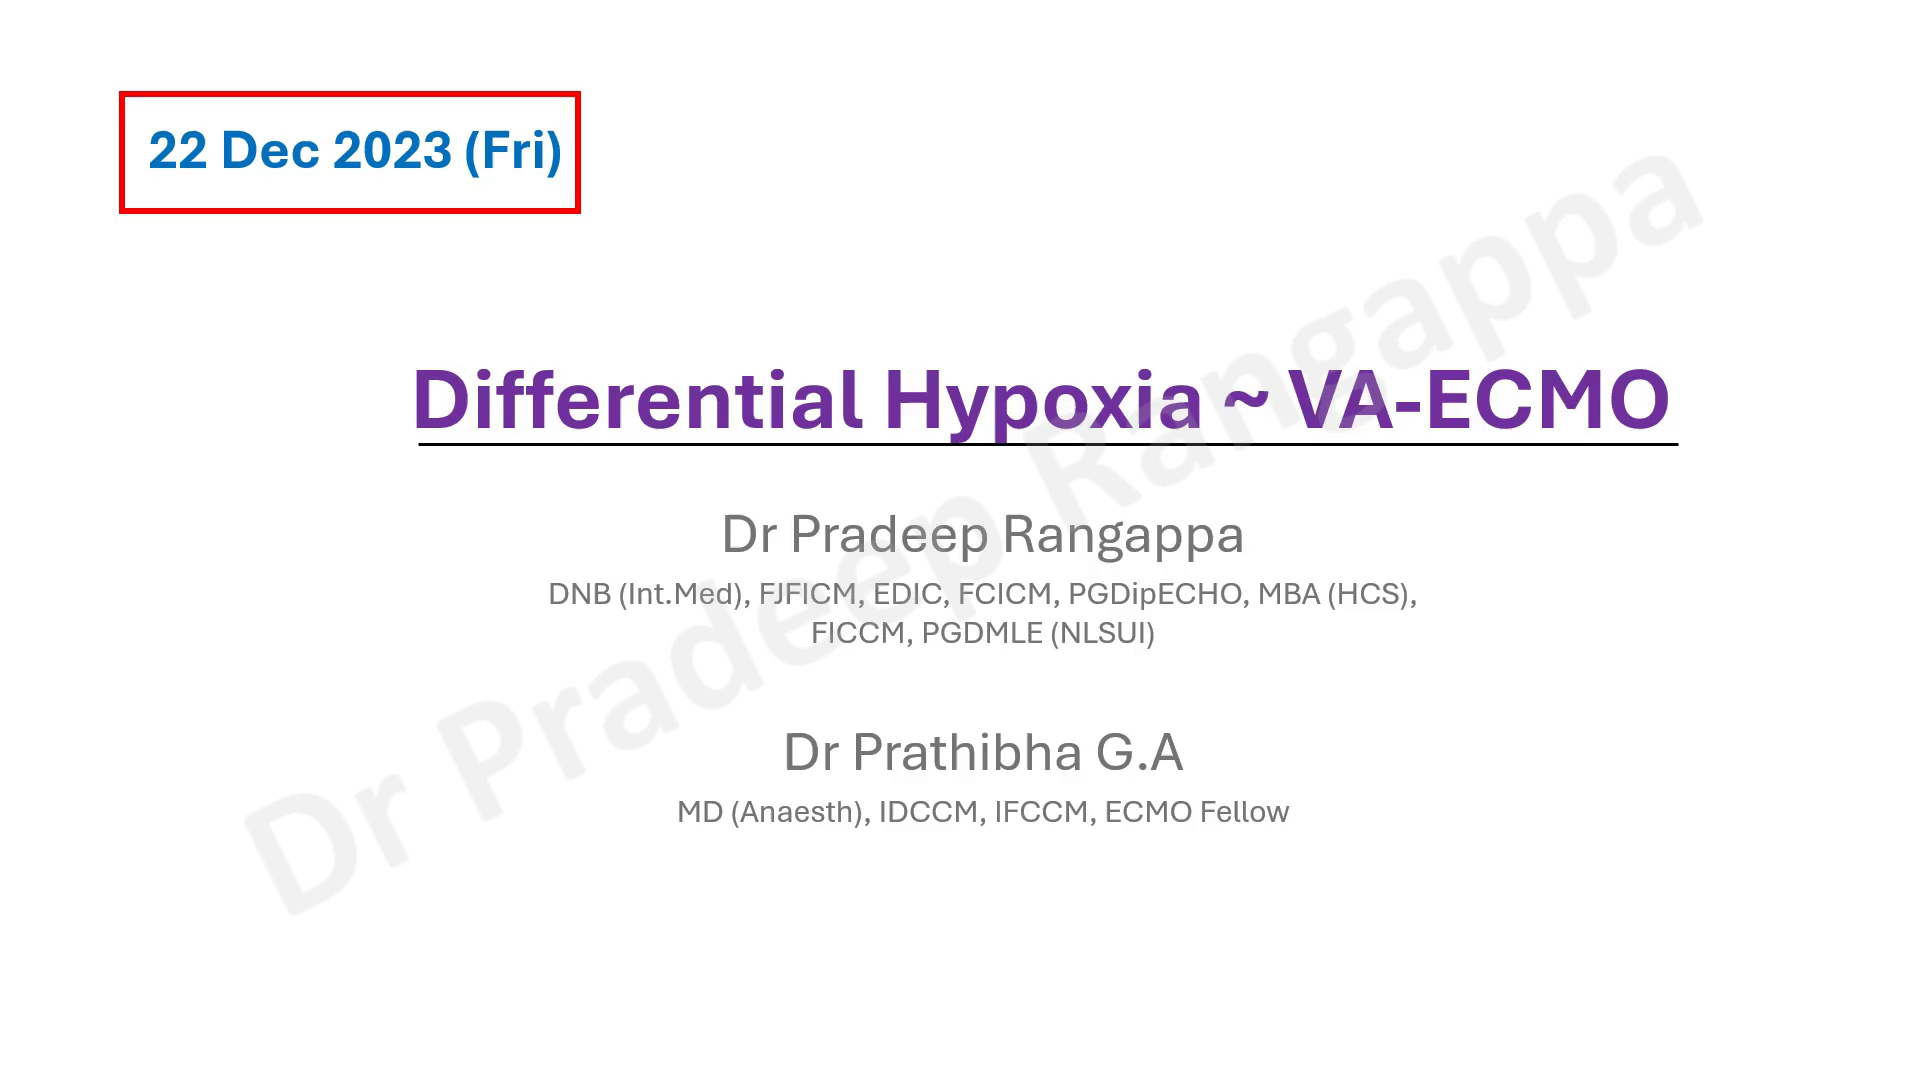 22 Dec 2023 (Fri)
Differential Hypoxia ~ VA-ECMO
Dr Pradeep Rangappa
DNB (Int.Med), FJFICM, EDIC, FCICM, PGDipECHO, MBA (HCS),
FICCM, PGDMLE (NLSUI)
Dr Prathibha G.A
MD (Anaesth), IDCCM, IFCCM, ECMO Fellow
Dr Pradeep Rangappa